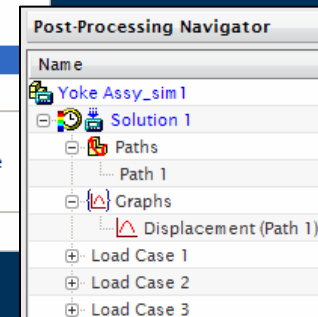 Post-Processing Navigator
Name
Yoke Assy_sim1
Solution 1
Paths
Path 1
Graphs
Displacement (Path 1)
Load Case 1
Load Case 2
Load Case 3